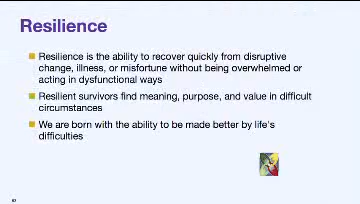 Resilience
Resilience is the ability to recover quickly from disruptive
change, illness, or misfortune without being overwhelmed or
acting in dysfunctional ways
Resilient survivors find meaning, purpose, and value in difficult
circumstances
We are born with the ability to be made better by life's
difficulties